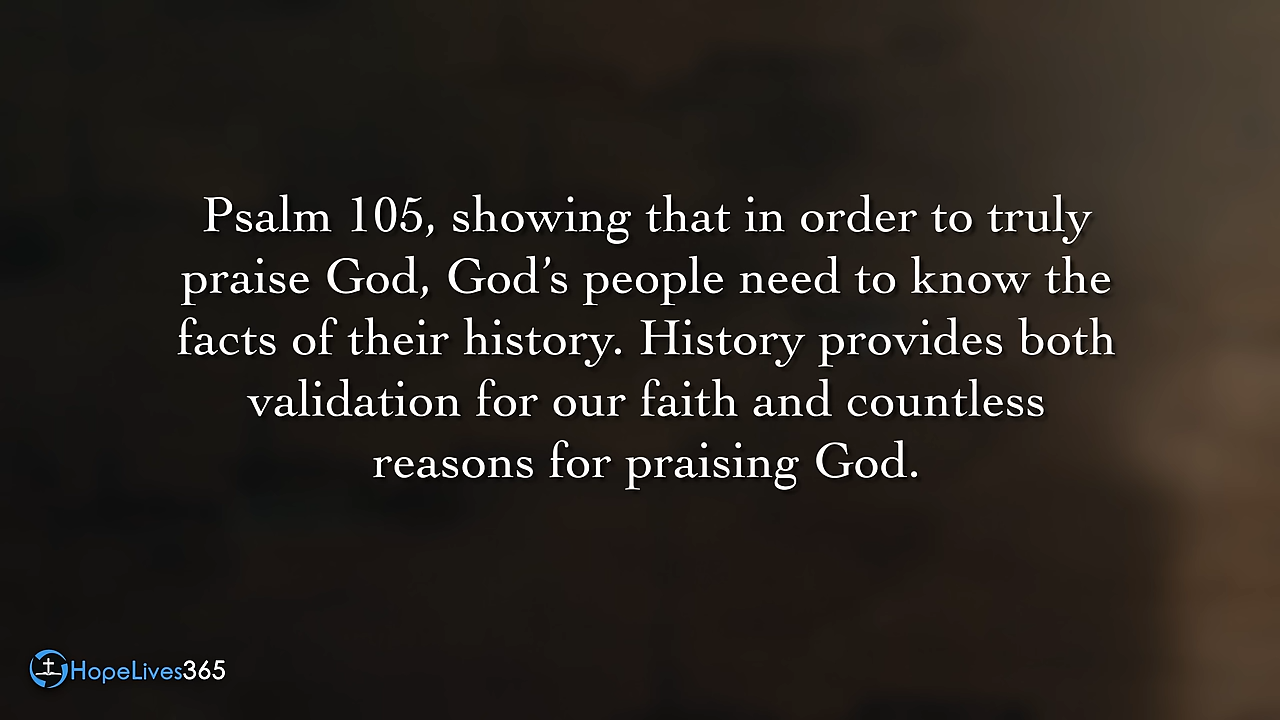 Psalm 105, showing that in order to truly
praise God, God’s people need to know the
facts of their history. History provides both
validation for our faith and countless
reasons for praising God.
HopeLives365